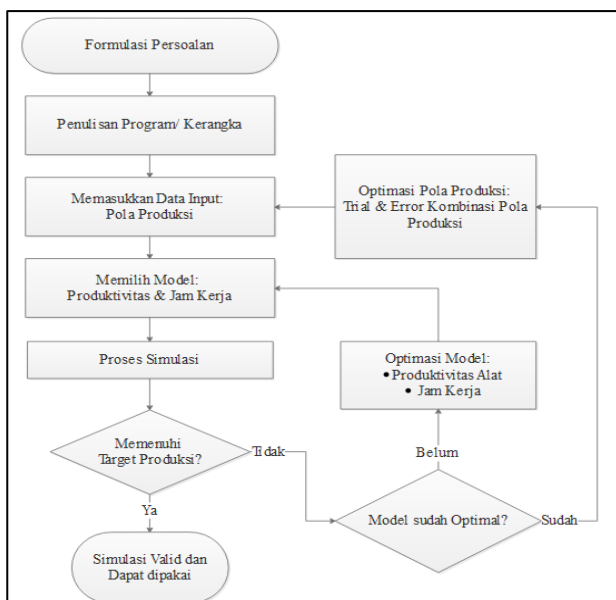 Formulasi Persoalan
Penulisan Program/ Kerangka
Memasukkan Data Input:
Pola Produksi
Optimasi Pola Produksi:
Trial & Error Kombinasi Pola
Produksi
Memilih Model:
Produktivitas & Jam Kerja
Proses Simulasi
Optimasi Model:
• Produktivitas Alat
• Jam Kerja
Memenuhi
Target Produksi?
Tidak
Belum
Ya
Model sudah Optimal?
Sudah
Simulasi Valid dan
Dapat dipakai